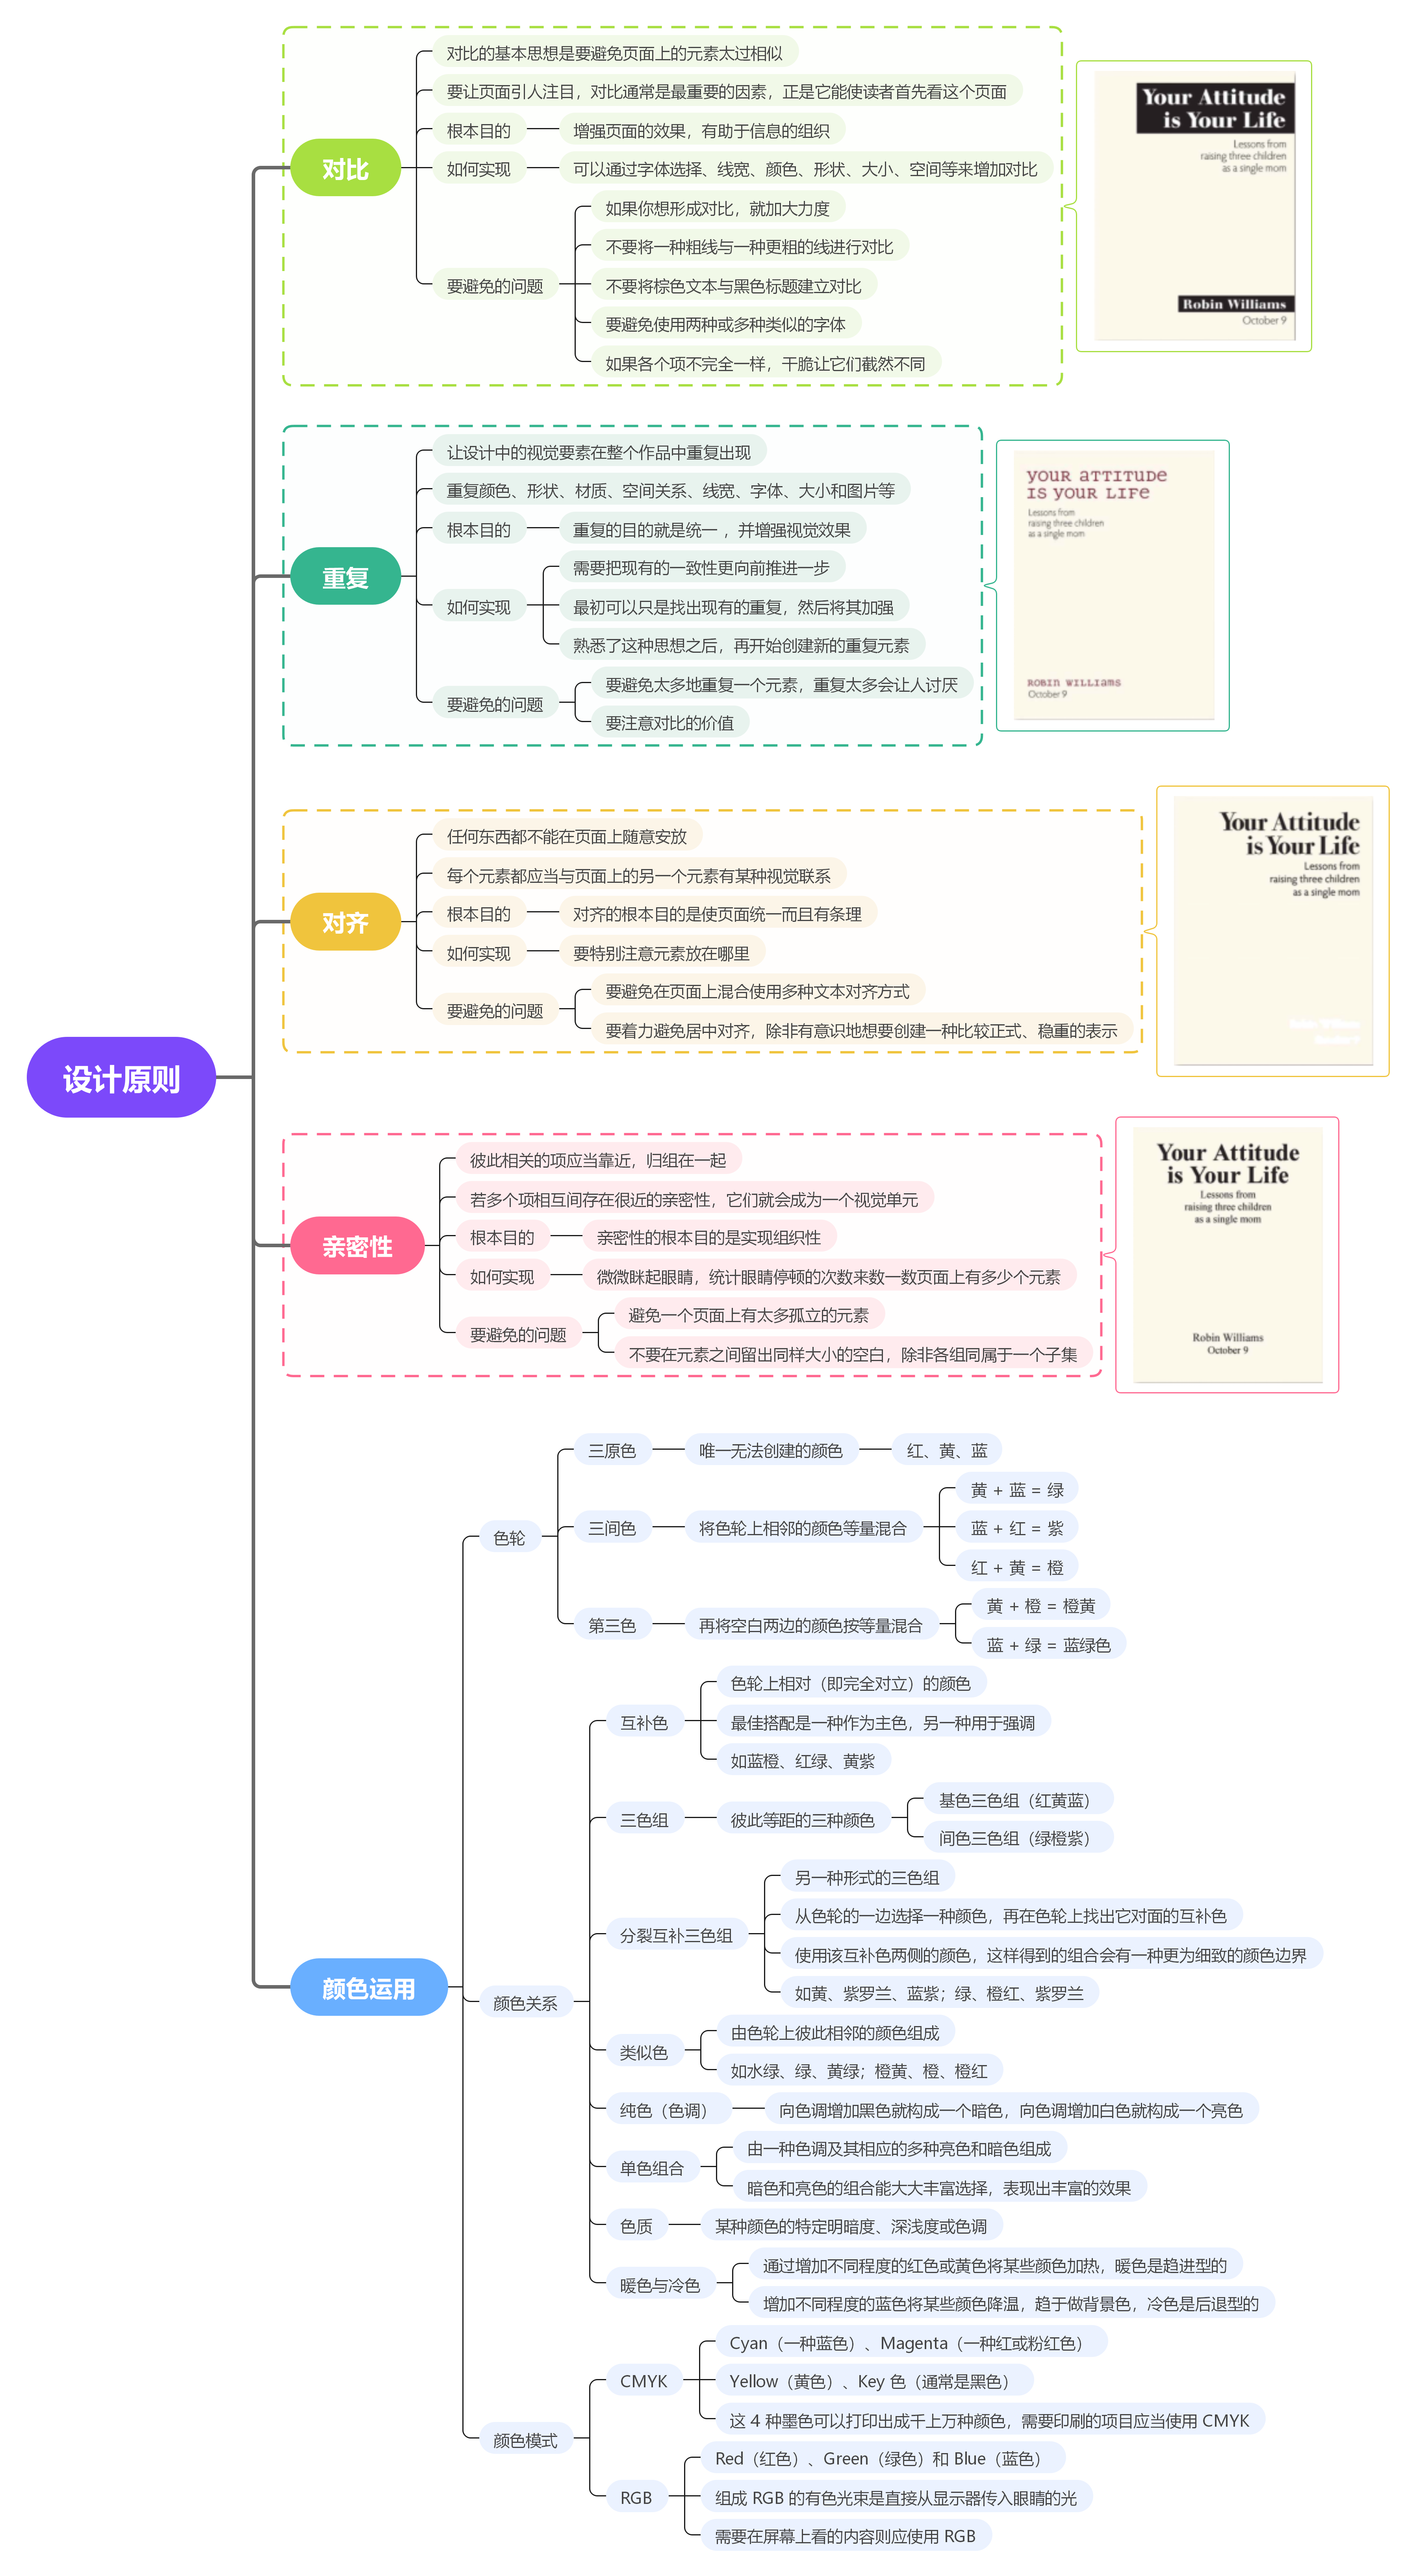 设计原则
对比
对比的基本思想是要避免页面上的元素太过相似
要让页面引人注目，对比通常是最重要的因素，正是它能使读者首先看这个页面
根本目的
增强页面的效果，有助于信息的组织
如何实现
可以通过字体选择、线宽、颜色、形状、大小、空间等来增加对比
要避免的问题
如果你想形成对比，就加大力度
不要将一种粗线与一种更粗的线进行对比
不要将棕色文本与黑色标题建立对比
要避免使用两种或多种类似的字体
如果各个项不完全一样，干脆让它们截然不同
Your Attitude
is Your Life
Lessons from
raising three children
as a single mom
Robin Williams
October 9
重复
让设计中的视觉要素在整个作品中重复出现
重复颜色、形状、材质、空间关系、线宽、字体、大小和图片等
根本目的
重复的目的就是统一 ，并增强视觉效果
如何实现
需要把现有的一致性更向前推进一步
最初可以只是找出现有的重复，然后将其加强
熟悉了这种思想之后，再开始创建新的重复元素
要避免的问题
要避免太多地重复一个元素，重复太多会让人讨厌
要注意对比的价值
YOUR ATTITUDE
IS YOUR LIFE
Lessons from
raising three children
as a single mom
ROBIN WILLIAMS
October 9
对齐
任何东西都不能在页面上随意安放
每个元素都应当与页面上的另一个元素有某种视觉联系
根本目的
对齐的根本目的是使页面统一而且有条理
如何实现
要特别注意元素放在哪里
要避免的问题
要避免在页面上混合使用多种文本对齐方式
要着力避免居中对齐，除非有意识地想要创建一种比较正式、稳重的表示
Your Attitude
is Your Life
Lessons from
raising three children
as a single mom
亲密性
彼此相关的项应当靠近，归组在一起
若多个项相互间存在很近的亲密性，它们就会成为一个视觉单元
根本目的
亲密性的根本目的是实现组织性
如何实现
微微眯起眼睛，统计眼睛停顿的次数来数一数页面上有多少个元素
要避免的问题
避免一个页面上有太多孤立的元素
不要在元素之间留出同样大小的空白，除非各组同属于一个子集
Your Attitude
is Your Life
Lessons from
raising three children
as a single mom
Robin Williams
October 9
颜色运用
色轮
三原色
唯一无法创建的颜色
红、黄、蓝
三间色
将色轮上相邻的颜色等量混合
黄 + 蓝 = 绿
蓝 + 红 = 紫
红 + 黄 = 橙
第三色
再将空白两边的颜色按等量混合
黄 + 橙 = 橙黄
蓝 + 绿 = 蓝绿色
颜色关系
互补色
色轮上相对（即完全对立）的颜色
最佳搭配是一种作为主色，另一种用于强调
如蓝橙、红绿、黄紫
三色组
彼此等距的三种颜色
基色三色组（红黄蓝）
间色三色组（绿橙紫）
分裂互补三色组
另一种形式的三色组
从色轮的一边选择一种颜色，再在色轮上找出它对面的互补色
使用该互补色两侧的颜色，这样得到的组合会有一种更为细致的颜色边界
如黄、紫罗兰、蓝紫；绿、橙红、紫罗兰
类似色
由色轮上彼此相邻的颜色组成
如水绿、绿、黄绿；橙黄、橙、橙红
纯色（色调）
向色调增加黑色就构成一个暗色，向色调增加白色就构成一个亮色
单色组合
由一种色调及其相应的多种亮色和暗色组成
暗色和亮色的组合能大大丰富选择，表现出丰富的效果
色质
某种颜色的特定明暗度、深浅度或色调
暖色与冷色
通过增加不同程度的红色或黄色将某些颜色加热，暖色是趋进型的
增加不同程度的蓝色将某些颜色降温，趋于做背景色，冷色是后退型的
颜色模式
CMYK
Cyan（一种蓝色）、Magenta（一种红或粉红色）
Yellow（黄色）、Key 色（通常是黑色）
这 4 种墨色可以打印出成千上万种颜色，需要印刷的项目应当使用 CMYK
RGB
Red（红色）、Green（绿色）和 Blue（蓝色）
组成 RGB 的有色光束是直接从显示器传入眼睛的光
需要在屏幕上看的内容则应使用 RGB